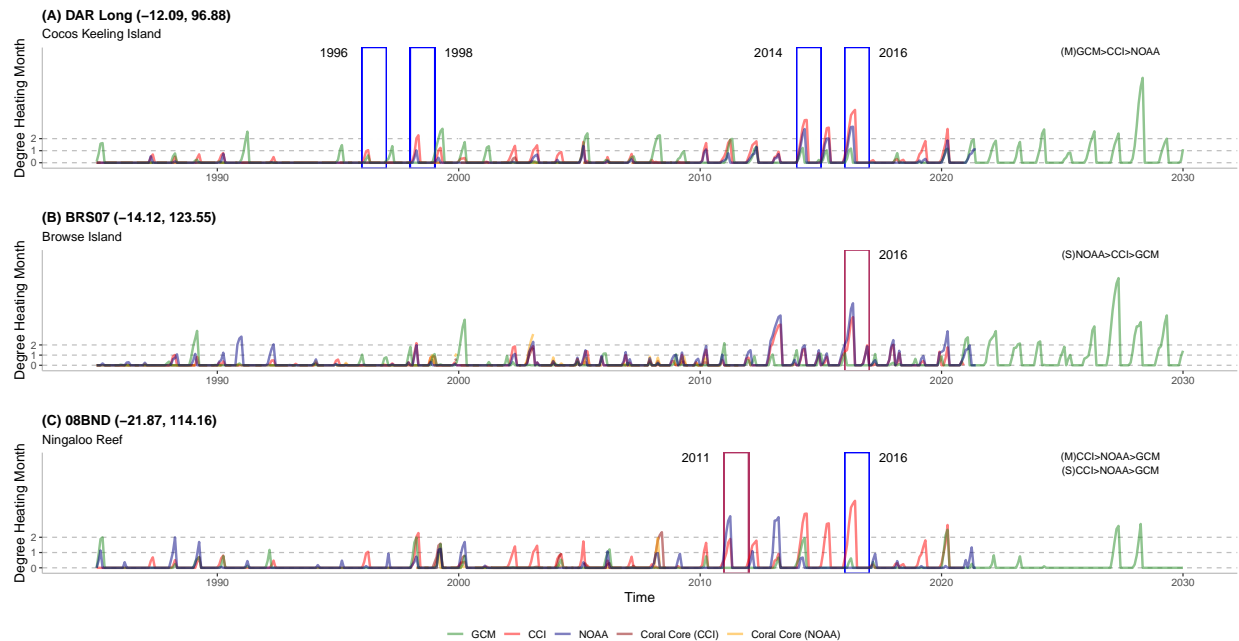 (A) DAR Long (−12.09, 96.88)
Cocos Keeling Island
1996
1998
2014
2016
(M)GCM>CCI>NOAA
Degree Heating Month
2
1
0
1990
2000
2010
2020
2030
(B) BRS07 (−14.12, 123.55)
Browse Island
2016
(S)NOAA>CCI>GCM
Degree Heating Month
2
1
0
1990
2000
2010
2020
2030
(C) 08BND (−21.87, 114.16)
Ningaloo Reef
2011
2016
(M)CCI>NOAA>GCM
(S)CCI>NOAA>GCM
Degree Heating Month
2
1
0
1990
2000
2010
2020
2030
Time
GCM CCI NOAA Coral Core (CCI) Coral Core (NOAA)